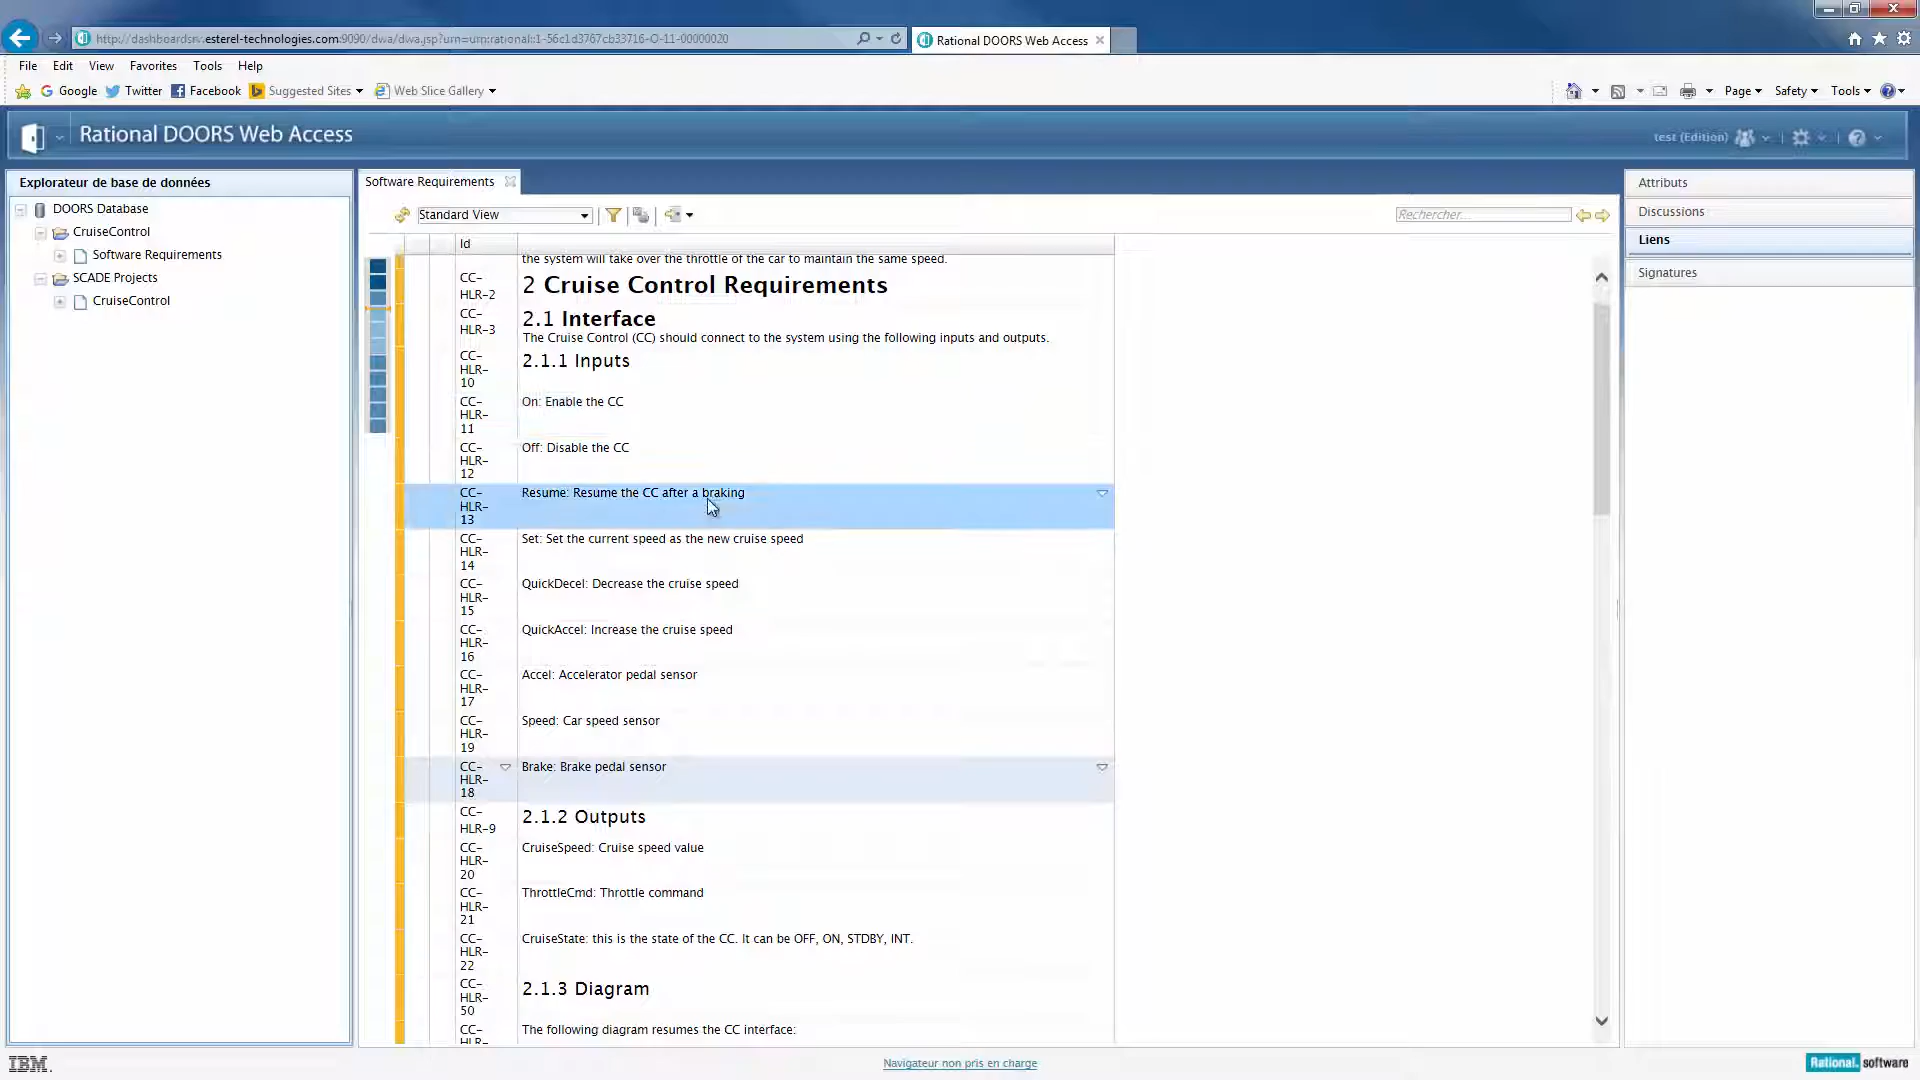 http://dashboardsrv.esterel-technologies.com:9090/dwa/dwa.jsp?urn=urn:rational::1-56c1d3767cb33716-O-11-00000020
Rational DOORS Web Access
File Edit View Favorites Tools Help
Google Twitter Facebook Suggested Sites Web Slice Gallery
Page Safety Tools
Rational DOORS Web Access
test (Edition)
Explorateur de base de données
DOORS Database
CruiseControl
Software Requirements
SCADE Projects
CruiseControl
Software Requirements
Standard View
Rechercher...
Id
the system will take over the throttle of the car to maintain the same speed.
CC-HLR-2
2 Cruise Control Requirements
CC-HLR-3
2.1 Interface
The Cruise Control (CC) should connect to the system using the following inputs and outputs.
CC-HLR-10
2.1.1 Inputs
CC-HLR-11
On: Enable the CC
CC-HLR-12
Off: Disable the CC
CC-HLR-13
Resume: Resume the CC after a braking
CC-HLR-14
Set: Set the current speed as the new cruise speed
CC-HLR-15
QuickDecel: Decrease the cruise speed
CC-HLR-16
QuickAccel: Increase the cruise speed
CC-HLR-17
Accel: Accelerator pedal sensor
CC-HLR-19
Speed: Car speed sensor
CC-HLR-18
Brake: Brake pedal sensor
CC-HLR-9
2.1.2 Outputs
CC-HLR-20
CruiseSpeed: Cruise speed value
CC-HLR-21
ThrottleCmd: Throttle command
CC-HLR-22
CruiseState: this is the state of the CC. It can be OFF, ON, STDBY, INT.
CC-HLR-50
2.1.3 Diagram
CC-HLR-
The following diagram resumes the CC interface:
Attributs
Discussions
Liens
Signatures
IBM.
Navigateur non pris en charge
Rational. software